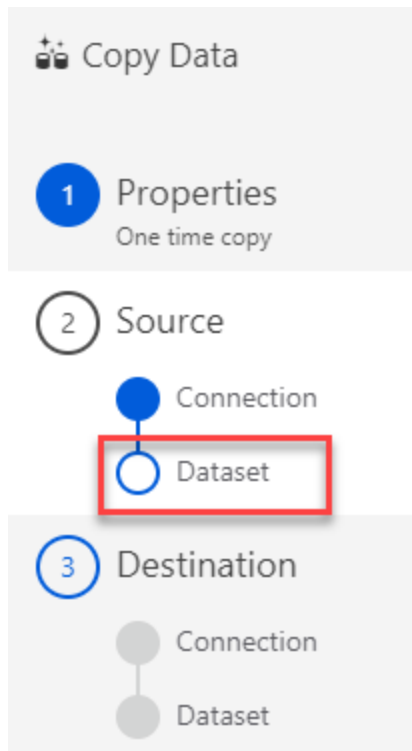 Copy Data
1 Properties
One time copy
2 Source
Connection
Dataset
3 Destination
Connection
Dataset